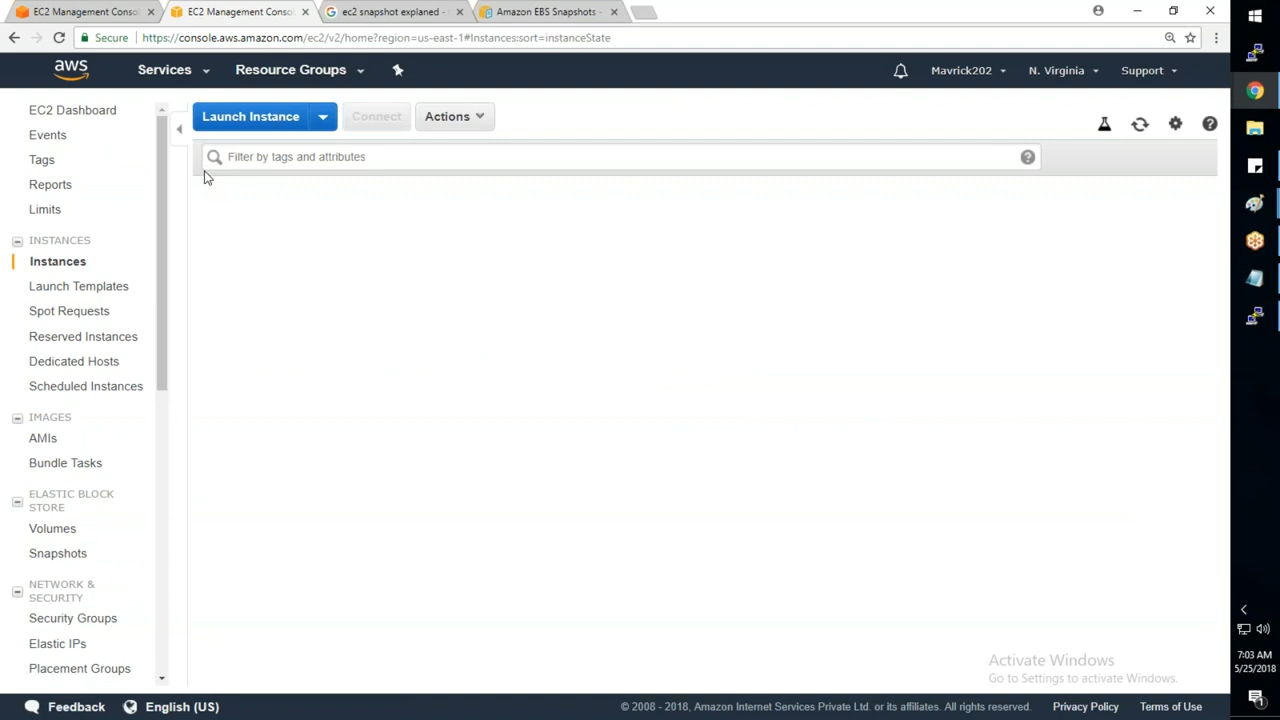 EC2 Management Conso
EC2 Management Conso
ec2 snapshot explaned -
Amazon EBS Snapshots -
Secure
https://console.aws.amazon.com/ec2/v2/home?region=us-east-1#Instances:sort=instanceState
aws
Services
Resource Groups
Mavrick202
N. Virginia
Support
EC2 Dashboard
Events
Tags
Reports
Limits
INSTANCES
Instances
Launch Templates
Spot Requests
Reserved Instances
Dedicated Hosts
Scheduled Instances
IMAGES
AMIs
Bundle Tasks
ELASTIC BLOCK
STORE
Volumes
Snapshots
NETWORK &
SECURITY
Security Groups
Elastic IPs
Placement Groups
Launch Instance
Connect
Actions
Filter by tags and attributes
Activate Windows
Go to Settings to activate Windows.
7:03 AM
5/25/2018
1
Feedback
English (US)
© 2008 - 2018, Amazon Internet Services Private Ltd. or its affiliates. All rights reserved.
Privacy Policy
Terms of Use